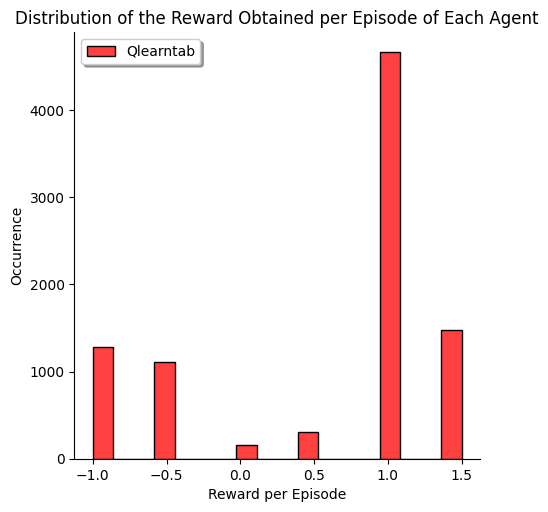 Distribution of the Reward Obtained per Episode of Each Agent
Qlearntab
4000
3000
2000
1000
0
Occurrence
−1.0 −0.5 0.0 0.5 1.0 1.5
Reward per Episode